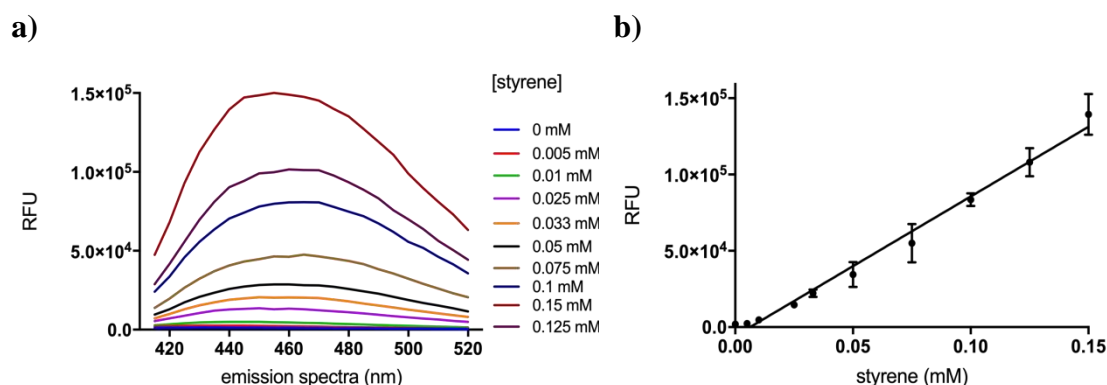 a)
[styrene]
1.5×10⁵
1.0×10⁵
5.0×10⁴
0.0
RFU
420 440 460 480 500 520
emission spectra (nm)
0 mM
0.005 mM
0.01 mM
0.025 mM
0.033 mM
0.05 mM
0.075 mM
0.1 mM
0.15 mM
0.125 mM
b)
1.5×10⁵
1.0×10⁵
5.0×10⁴
0.0
RFU
0.00 0.05 0.10 0.15
styrene (mM)